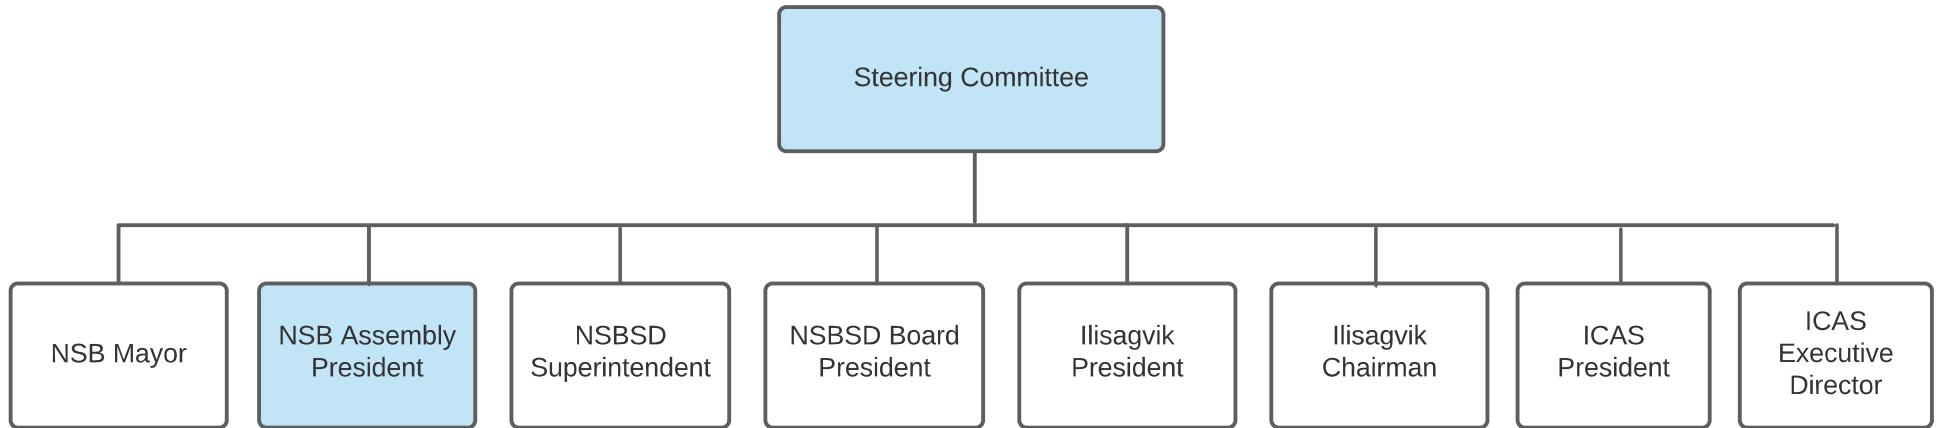 Steering Committee
NSB Mayor
NSB Assembly
President
NSBSD
Superintendent
NSBSD Board
President
Ilisagvik
President
Ilisagvik
Chairman
ICAS
President
ICAS
Executive
Director